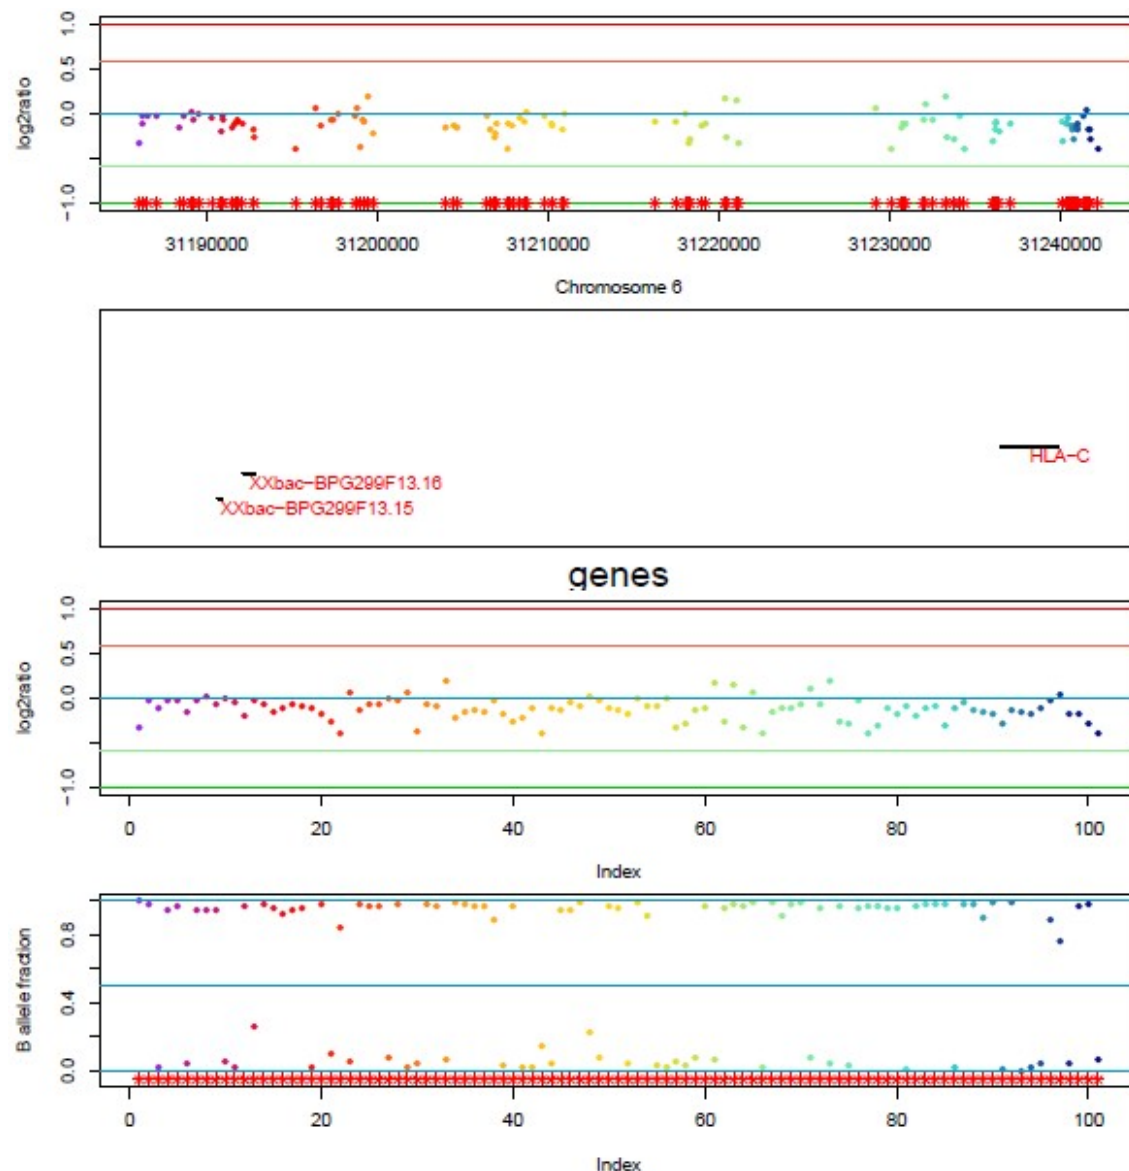 1.0
0.5
0.0
−1.0
log2ratio
31190000 31200000 31210000 31220000 31230000 31240000
Chromosome 6
HLA−C
XXbac−BPG299F13.16
XXbac−BPG299F13.15
genes
1.0
0.5
0.0
−1.0
log2ratio
0 20 40 60 80 100
Index
0.8
0.4
0.0
B allele fraction
0 20 40 60 80 100
Index